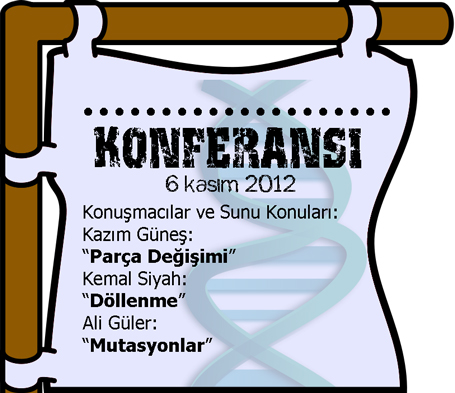 ........................
KONFERANSI
6 kasım 2012
Konuşmacılar ve Sunu Konuları:
Kazım Güneş:
“Parça Değişimi”
Kemal Siyah:
“Döllenme”
Ali Güler:
“Mutasyonlar”